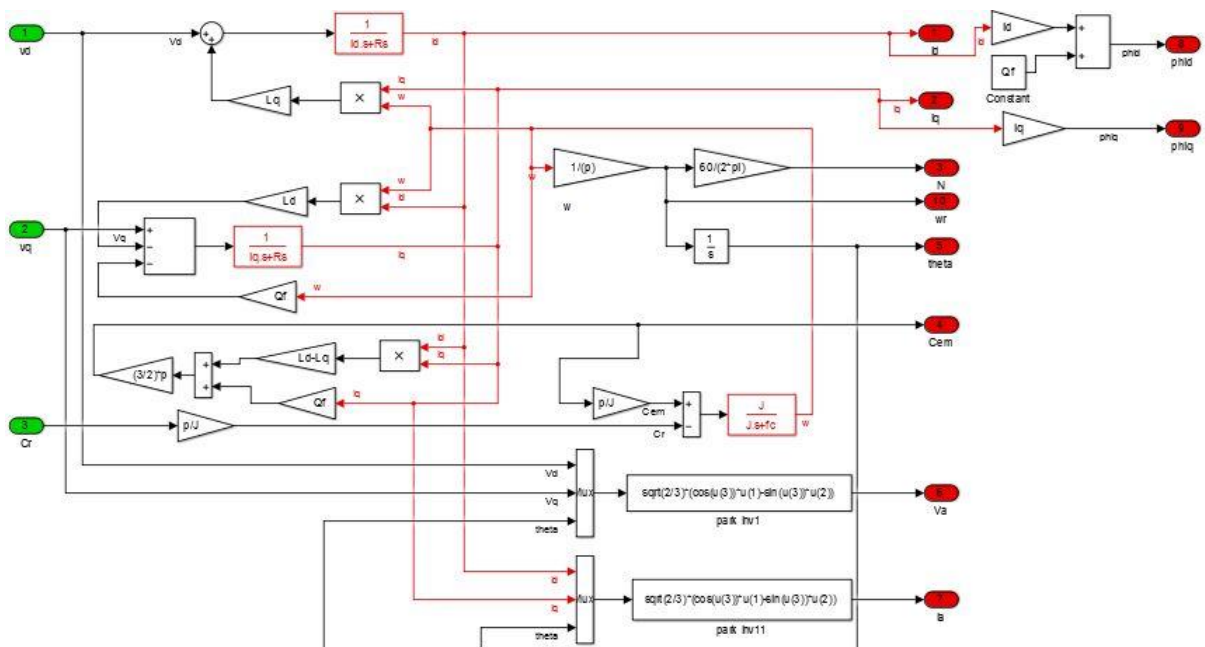 1
vd
Vd
+
+
1
ld.s+Rs
Id
1
Id
Id
ld
Qf
Constant
+
+
phid
8
phid
Lq
×
Iq
w
2
Iq
Iq
lq
phiq
9
phiq
Ld
×
w
Id
w
1/(p)
w
60/(2*pi)
3
N
10
wr
2
vq
Vq
+
−
−
1
lq.s+Rs
Iq
1
s
5
theta
Qf
w
4
Cem
(3/2)*p
+
+
Ld-Lq
×
Id
Iq
Qf
Iq
p/J
Cem
+
−
J
J.s+fc
w
3
Cr
p/J
Cr
Vd
Vq
theta
Mux
sqrt(2/3)*(cos(u(3))*u(1)-sin(u(3))*u(2))
park inv1
6
Va
Id
Iq
theta
Mux
sqrt(2/3)*(cos(u(3))*u(1)-sin(u(3))*u(2))
park inv11
7
Ia